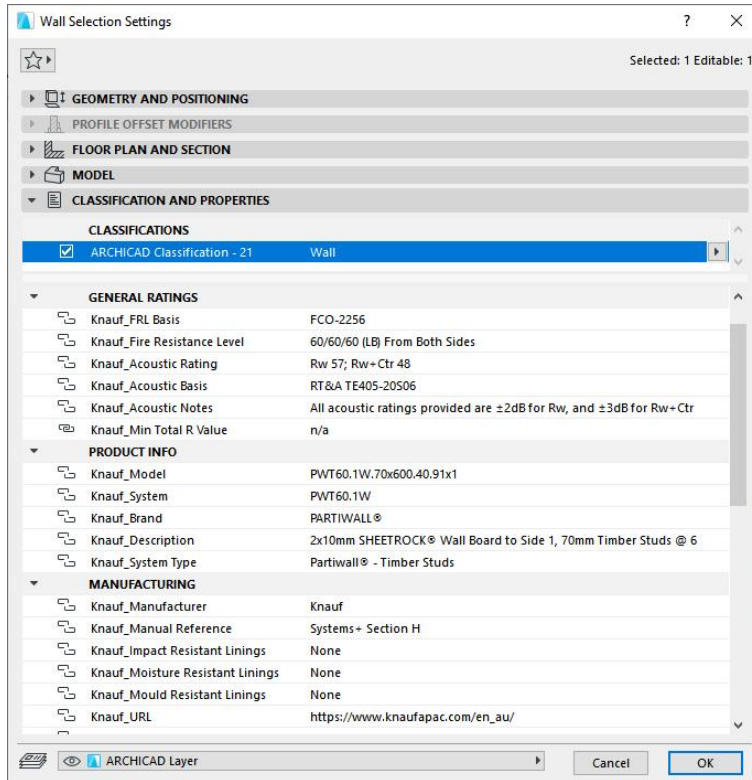 Wall Selection Settings
? ×
Selected: 1 Editable: 1
GEOMETRY AND POSITIONING
PROFILE OFFSET MODIFIERS
FLOOR PLAN AND SECTION
MODEL
CLASSIFICATION AND PROPERTIES
CLASSIFICATIONS
ARCHICAD Classification - 21 Wall
GENERAL RATINGS
Knauf_FRL Basis FCO-2256
Knauf_Fire Resistance Level 60/60/60 (LB) From Both Sides
Knauf_Acoustic Rating Rw 57; Rw+Ctr 48
Knauf_Acoustic Basis RT&A TE405-20S06
Knauf_Acoustic Notes All acoustic ratings provided are ±2dB for Rw, and ±3dB for Rw+Ctr
Knauf_Min Total R Value n/a
PRODUCT INFO
Knauf_Model PWT60.1W.70x600.40.91x1
Knauf_System PWT60.1W
Knauf_Brand PARTIWALL®
Knauf_Description 2x10mm SHEETROCK® Wall Board to Side 1, 70mm Timber Studs @ 6
Knauf_System Type Partiwall® - Timber Studs
MANUFACTURING
Knauf_Manufacturer Knauf
Knauf_Manual Reference Systems+ Section H
Knauf_Impact Resistant Linings None
Knauf_Moisture Resistant Linings None
Knauf_Mould Resistant Linings None
Knauf_URL https://www.knaufapac.com/en_au/
ARCHICAD Layer
Cancel OK